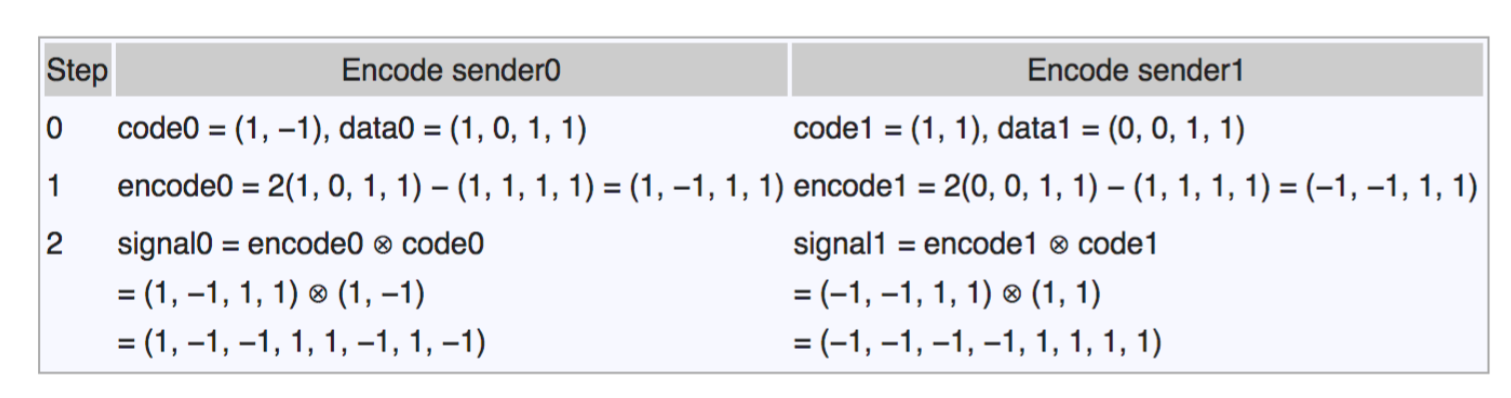 Step Encode sender0 Encode sender1
0 code0 = (1, –1), data0 = (1, 0, 1, 1) code1 = (1, 1), data1 = (0, 0, 1, 1)
1 encode0 = 2(1, 0, 1, 1) – (1, 1, 1, 1) = (1, –1, 1, 1) encode1 = 2(0, 0, 1, 1) – (1, 1, 1, 1) = (–1, –1, 1, 1)
2 signal0 = encode0 ⊗ code0 signal1 = encode1 ⊗ code1
= (1, –1, 1, 1) ⊗ (1, –1) = (–1, –1, 1, 1) ⊗ (1, 1)
= (1, –1, –1, 1, 1, –1, 1, –1) = (–1, –1, –1, –1, 1, 1, 1, 1)